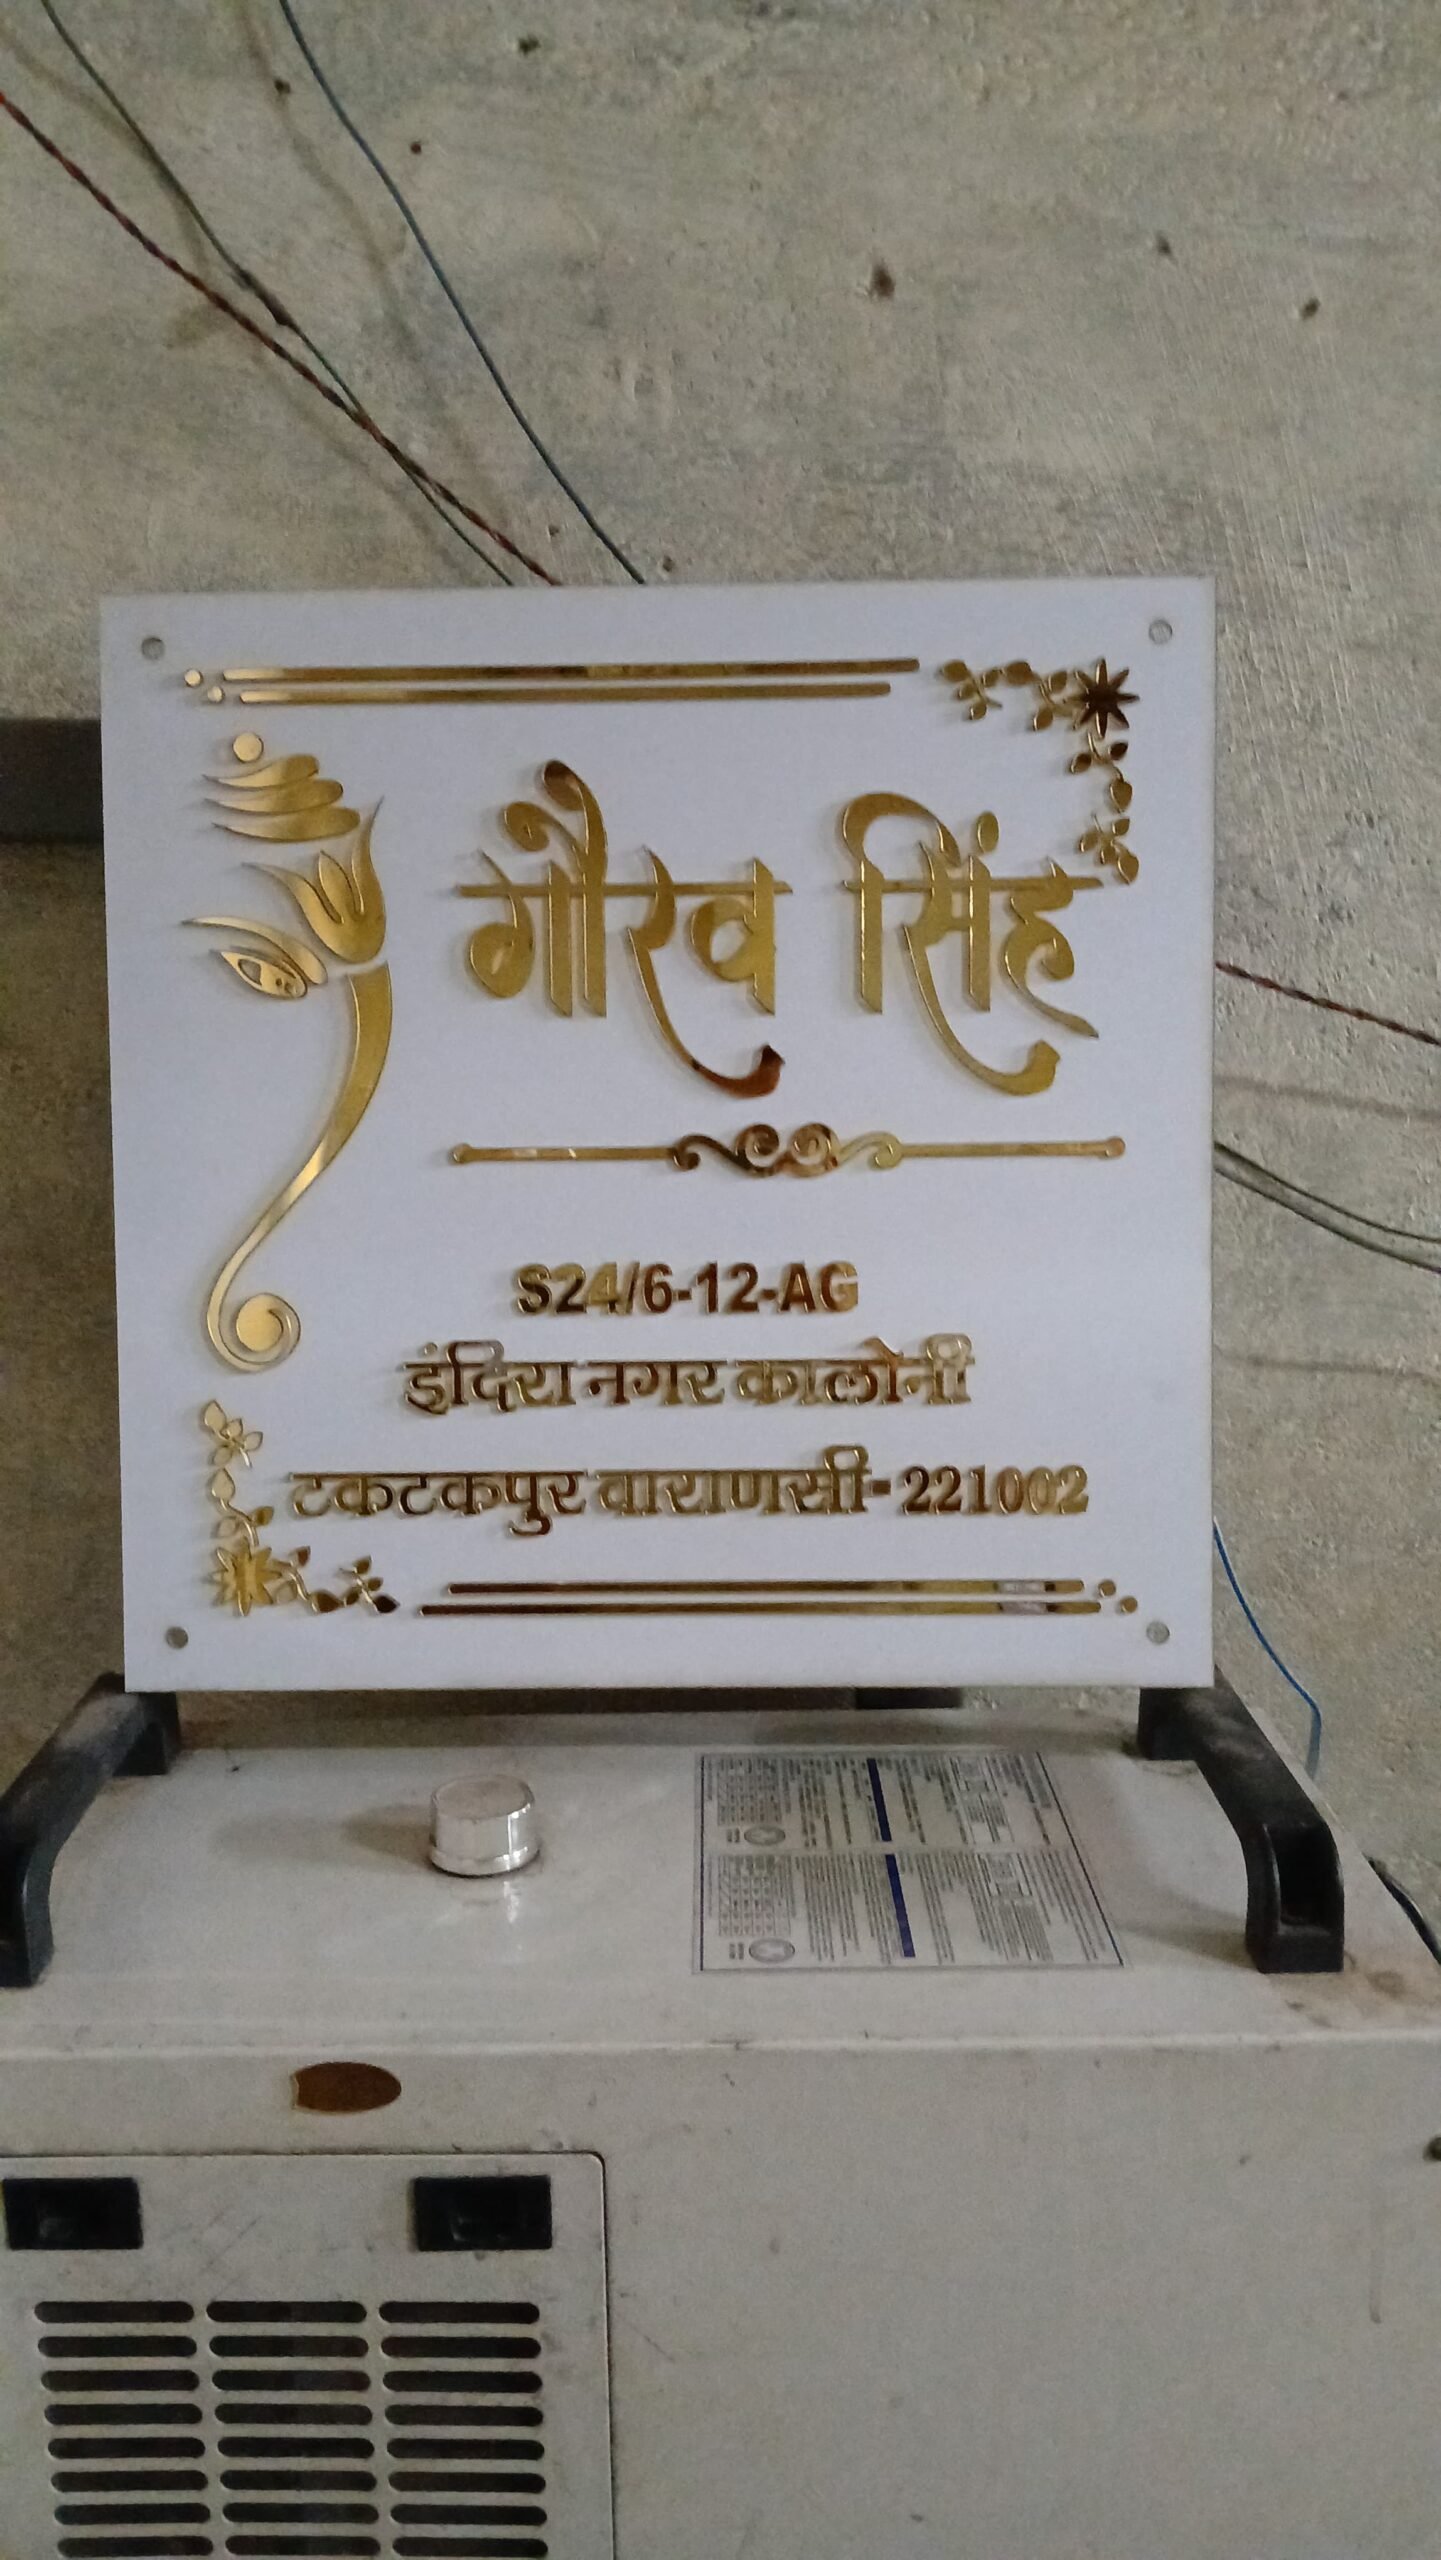 गौरव सिंह
S24/6-12-AG
इंदिरा नगर कालोनी
टकटकपुर वाराणसी-221002